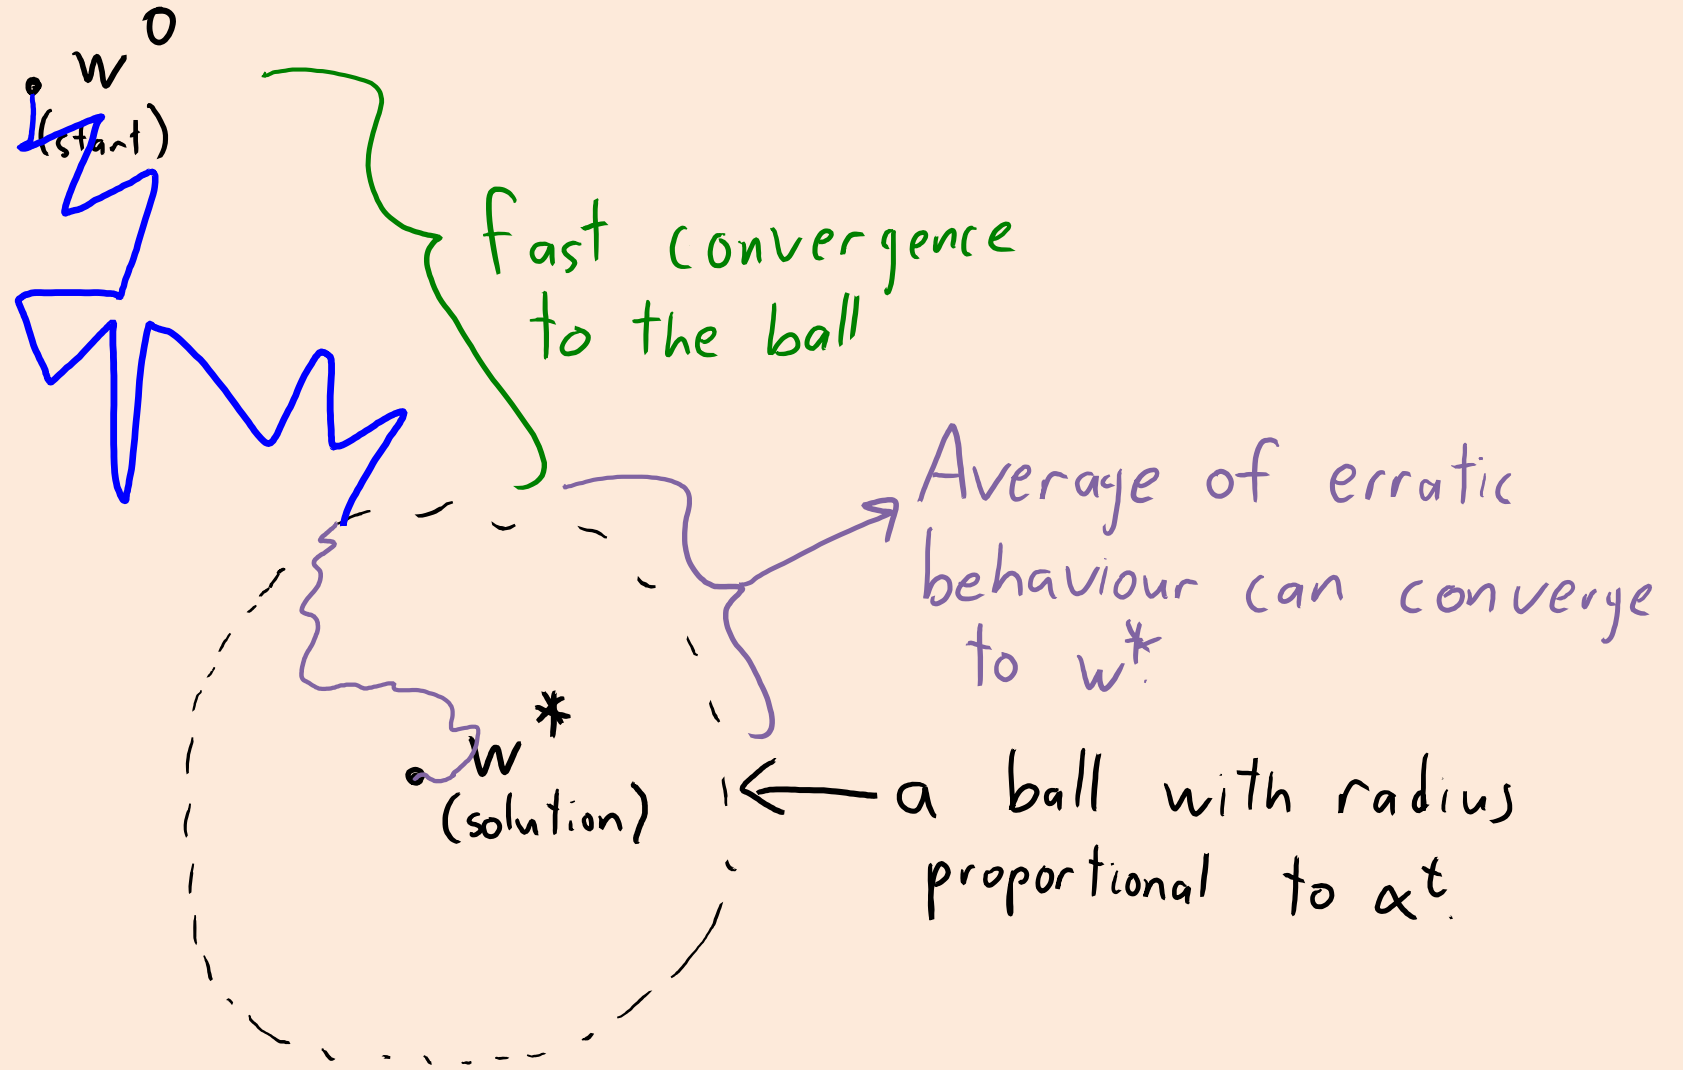 w⁰
(start)
fast convergence
to the ball
Average of erratic
behaviour can converge
to w*.
w*
(solution)
a ball with radius
proportional to αᵗ.